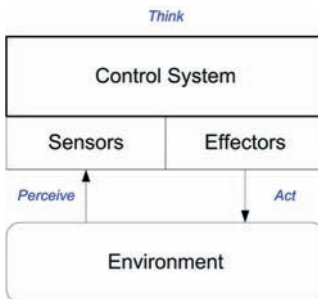 Think
Control System
Sensors Effectors
Perceive Act
Environment